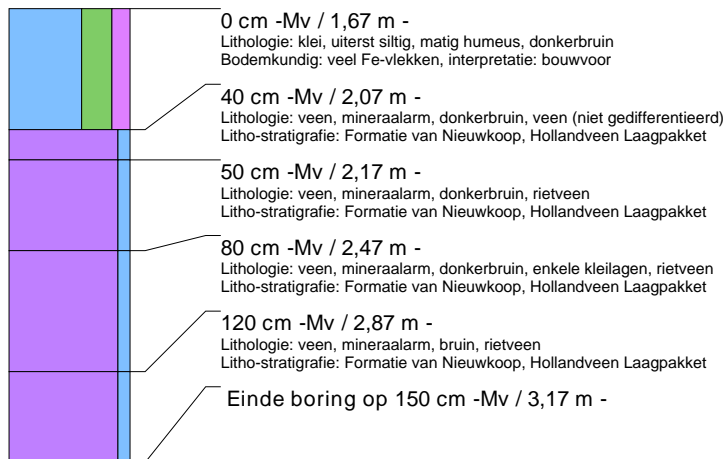 0 cm -Mv / 1,67 m -
Lithologie: klei, uiterst siltig, matig humeus, donkerbruin
Bodemkundig: veel Fe-vlekken, interpretatie: bouwvoor
40 cm -Mv / 2,07 m -
Lithologie: veen, mineraalarm, donkerbruin, veen (niet gedifferentieerd)
Litho-stratigrafie: Formatie van Nieuwkoop, Hollandveen Laagpakket
50 cm -Mv / 2,17 m -
Lithologie: veen, mineraalarm, donkerbruin, rietveen
Litho-stratigrafie: Formatie van Nieuwkoop, Hollandveen Laagpakket
80 cm -Mv / 2,47 m -
Lithologie: veen, mineraalarm, donkerbruin, enkele kleilagen, rietveen
Litho-stratigrafie: Formatie van Nieuwkoop, Hollandveen Laagpakket
120 cm -Mv / 2,87 m -
Lithologie: veen, mineraalarm, bruin, rietveen
Litho-stratigrafie: Formatie van Nieuwkoop, Hollandveen Laagpakket
Einde boring op 150 cm -Mv / 3,17 m -